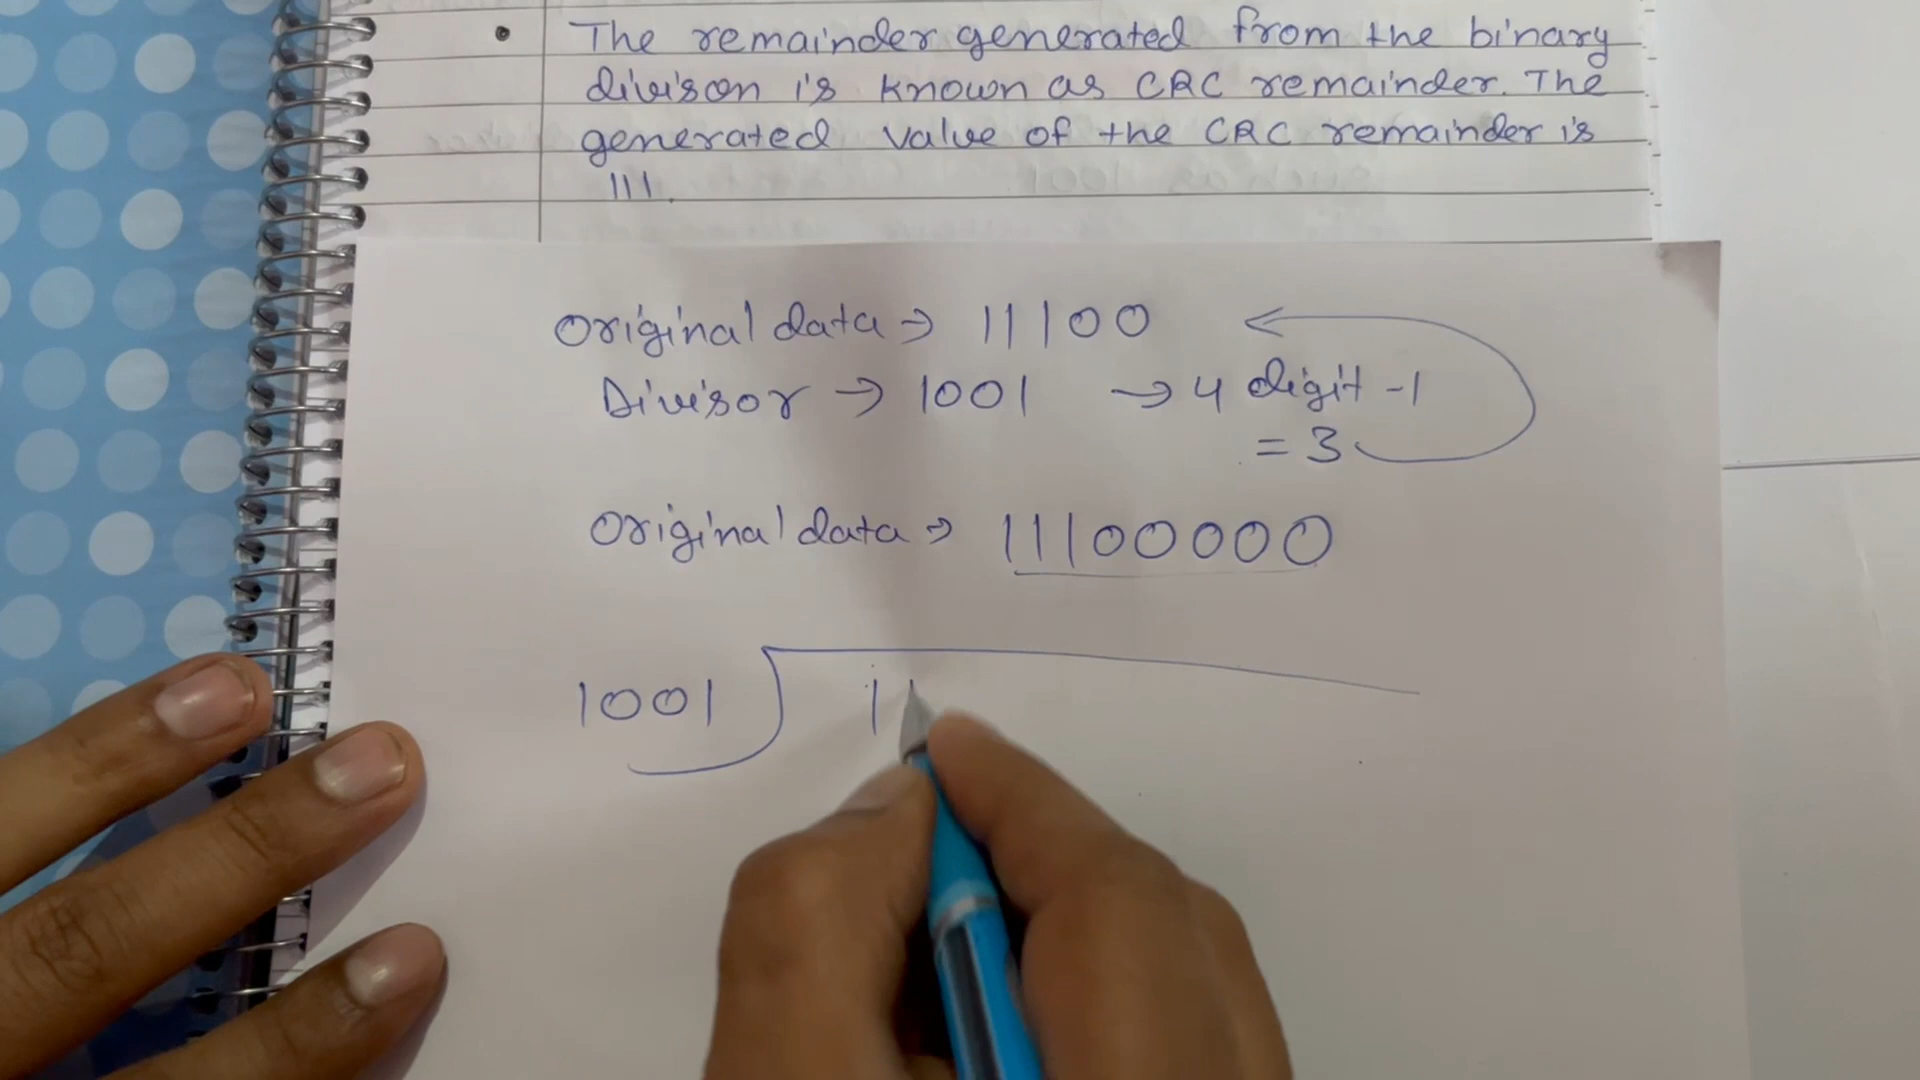 • The remainder generated from the binary
divison is known as CRC remainder. The
generated value of the CRC remainder is
111.
Original data → 11100
Divisor → 1001 → 4 digit -1
= 3
Original data → 11100000
1001 11